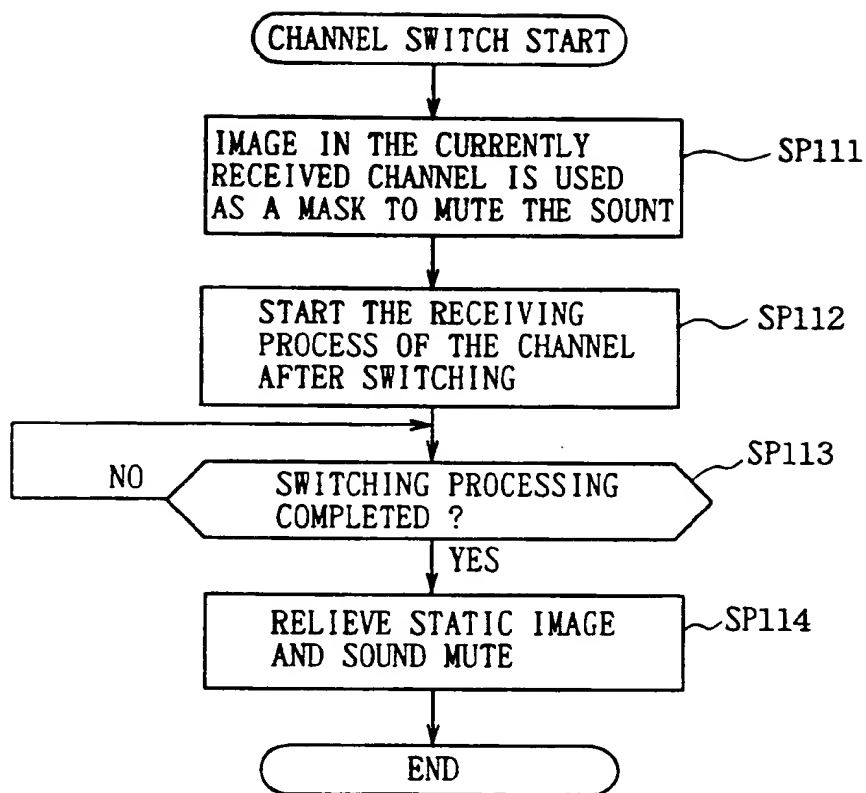 CHANNEL SWITCH START
IMAGE IN THE CURRENTLY
RECEIVED CHANNEL IS USED
AS A MASK TO MUTE THE SOUNT
SP111
START THE RECEIVING
PROCESS OF THE CHANNEL
AFTER SWITCHING
SP112
NO
SWITCHING PROCESSING
COMPLETED ?
SP113
YES
RELIEVE STATIC IMAGE
AND SOUND MUTE
SP114
END